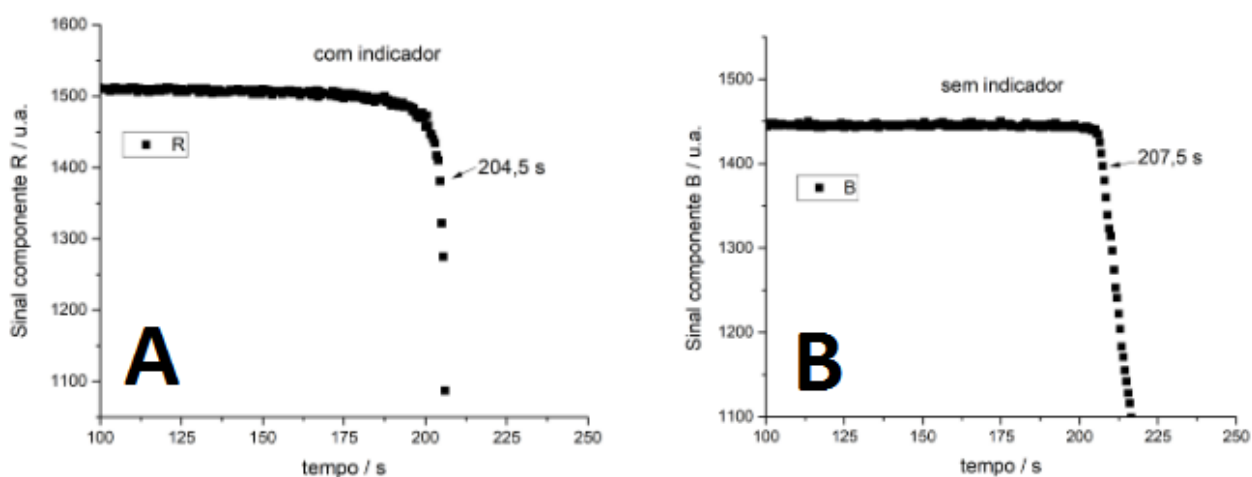 1600
1500
1400
1300
1200
1100
100
125
150
175
200
225
250
Sinal componente R / u.a.
tempo / s
com indicador
R
204,5 s
A
1500
1400
1300
1200
1100
100
125
150
175
200
225
250
Sinal componente B / u.a.
tempo / s
sem indicador
B
207,5 s
B